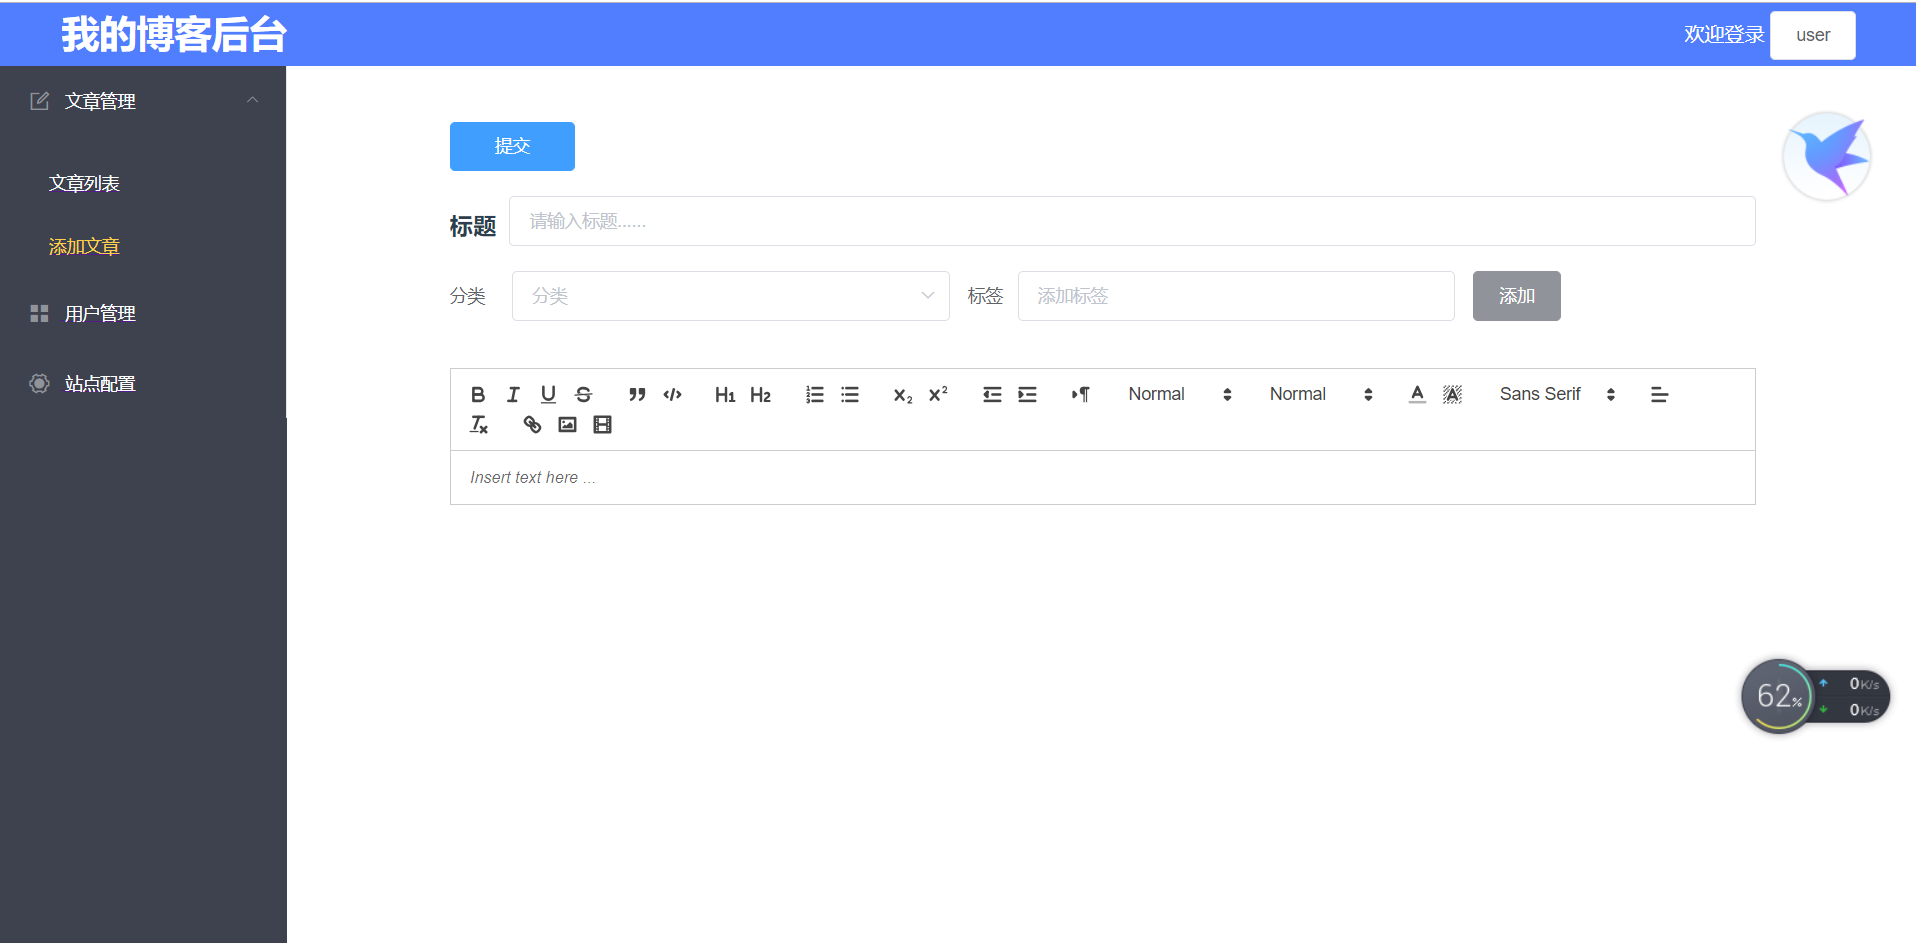 我的博客后台
欢迎登录 user
文章管理
文章列表
添加文章
用户管理
站点配置
提交
标题 请输入标题......
分类 分类 标签 添加标签 添加
H1 H2 Normal Normal Sans Serif
Insert text here ...
62%
0K/s
0K/s